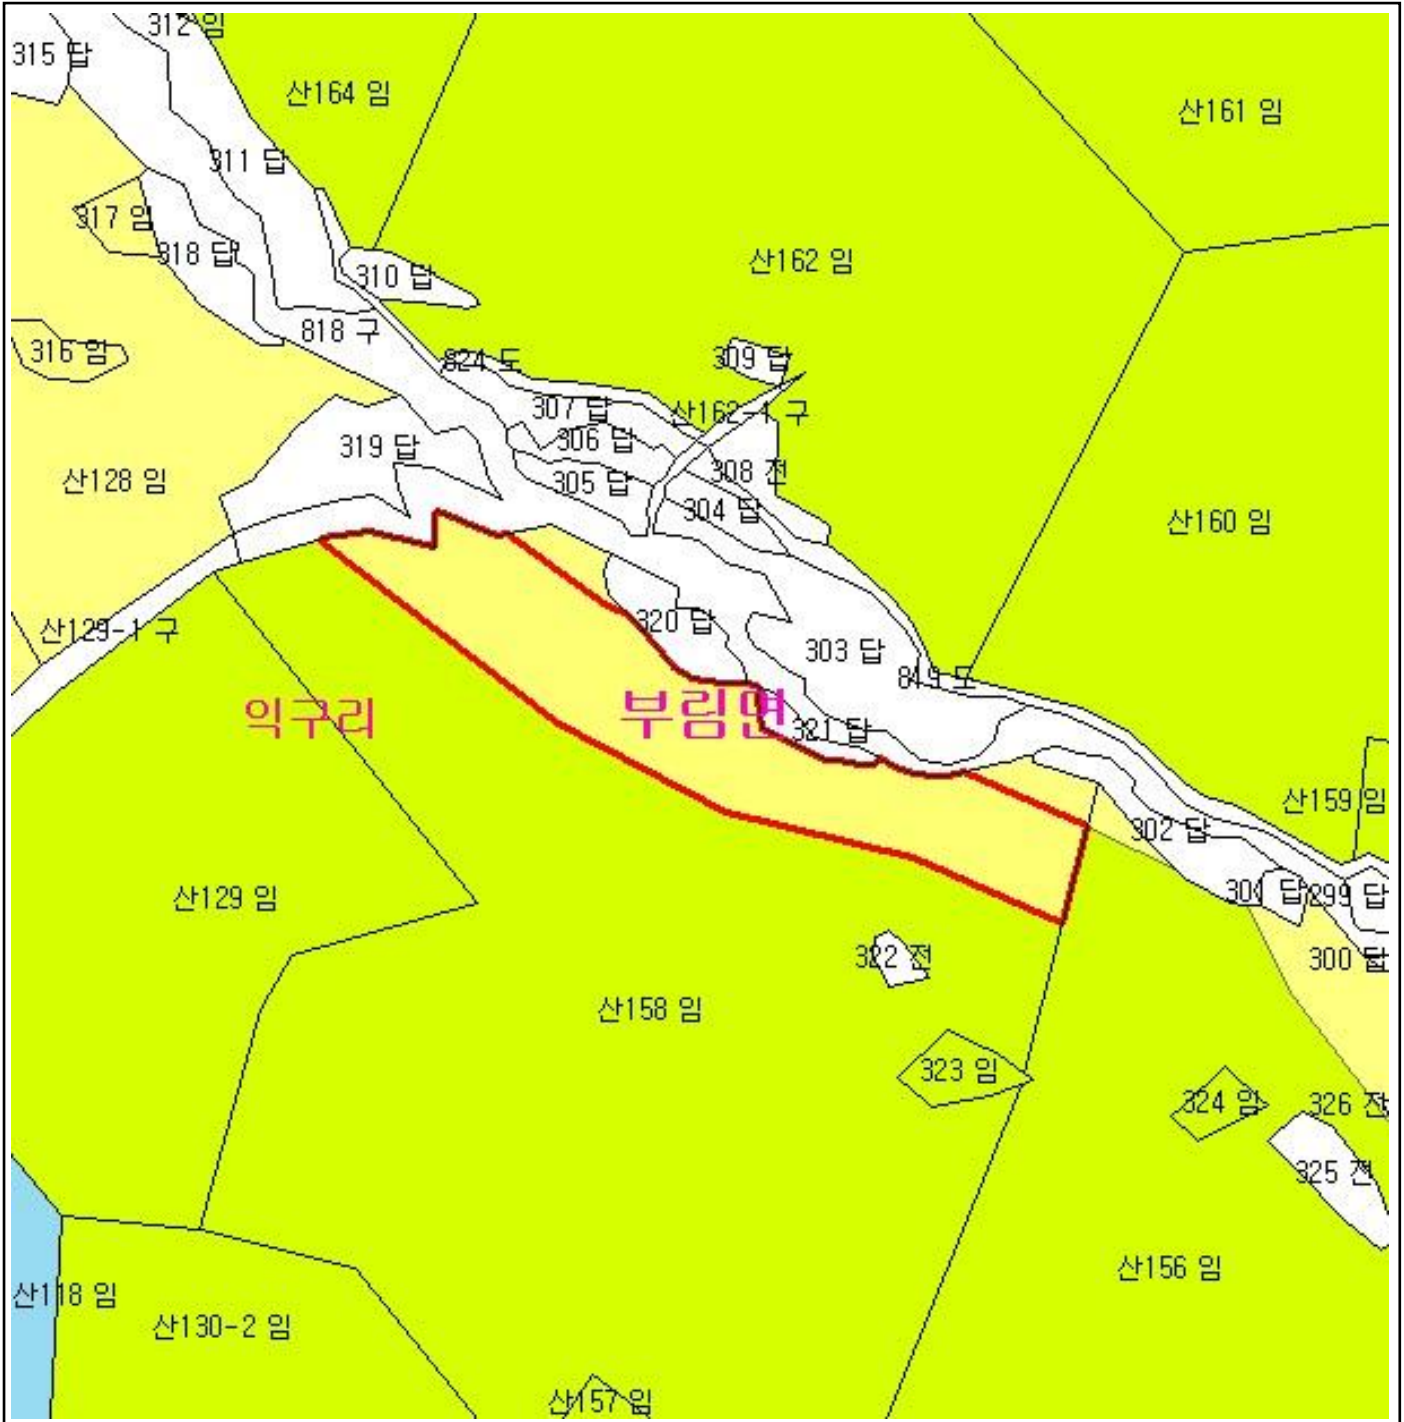 312 임
315 답
산164 임
산161 임
311 답
317 임
318 답
310 답
산162 임
818 구
316 임
824 도
309 답
307 답
산162-1 구
306 답
319 답
308 전
산128 임
305 답
304 답
산160 임
산129-1 구
320 답
303 답
819 도
익구리
부림면
321 답
산159 임
302 답
산129 임
답
299 답
322 전
300 답
산158 임
323 임
324 임
326 전
325 전
산156 임
산118 임
산130-2 임
산157 임